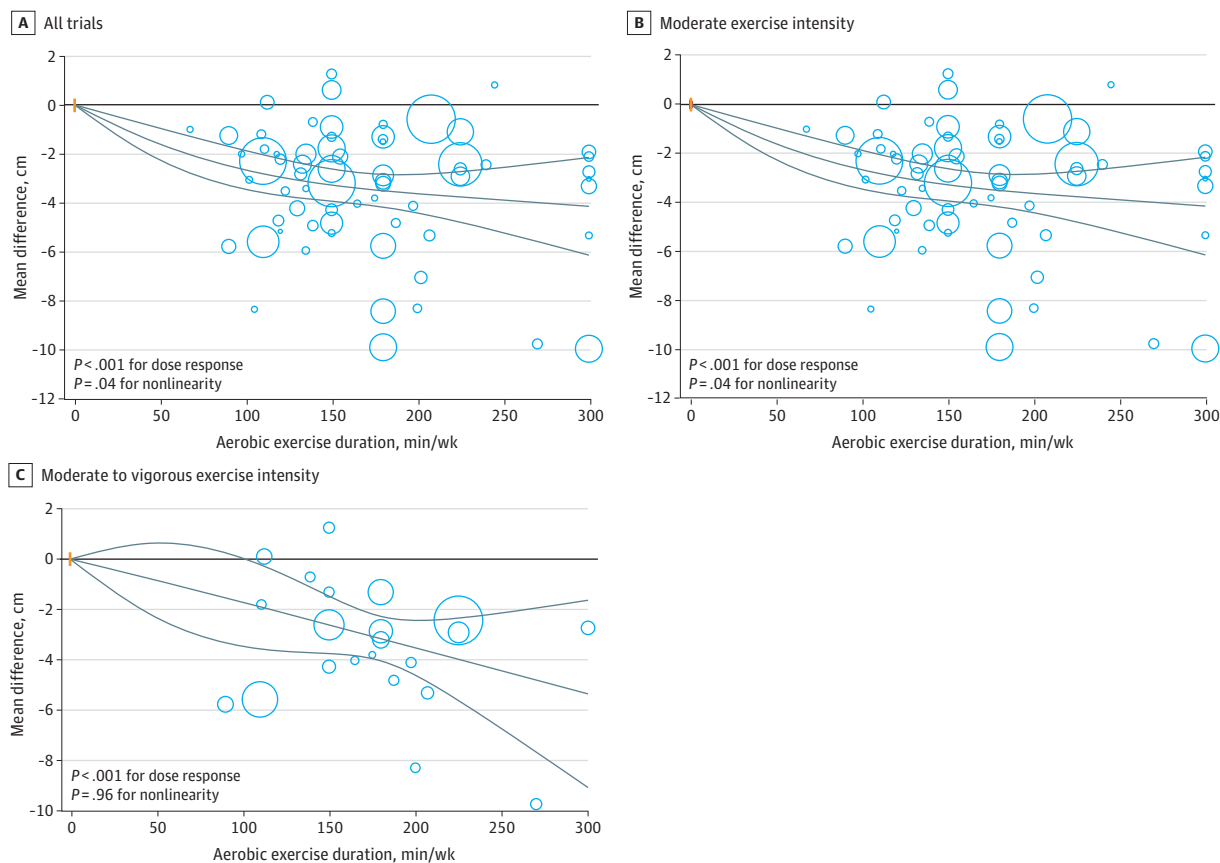 A All trials
2
0
-2
-4
-6
-8
-10
-12
Mean difference, cm
P < .001 for dose response
P = .04 for nonlinearity
0 50 100 150 200 250 300
Aerobic exercise duration, min/wk
B Moderate exercise intensity
2
0
-2
-4
-6
-8
-10
-12
Mean difference, cm
P < .001 for dose response
P = .04 for nonlinearity
0 50 100 150 200 250 300
Aerobic exercise duration, min/wk
C Moderate to vigorous exercise intensity
2
0
-2
-4
-6
-8
-10
Mean difference, cm
P < .001 for dose response
P = .96 for nonlinearity
0 50 100 150 200 250 300
Aerobic exercise duration, min/wk